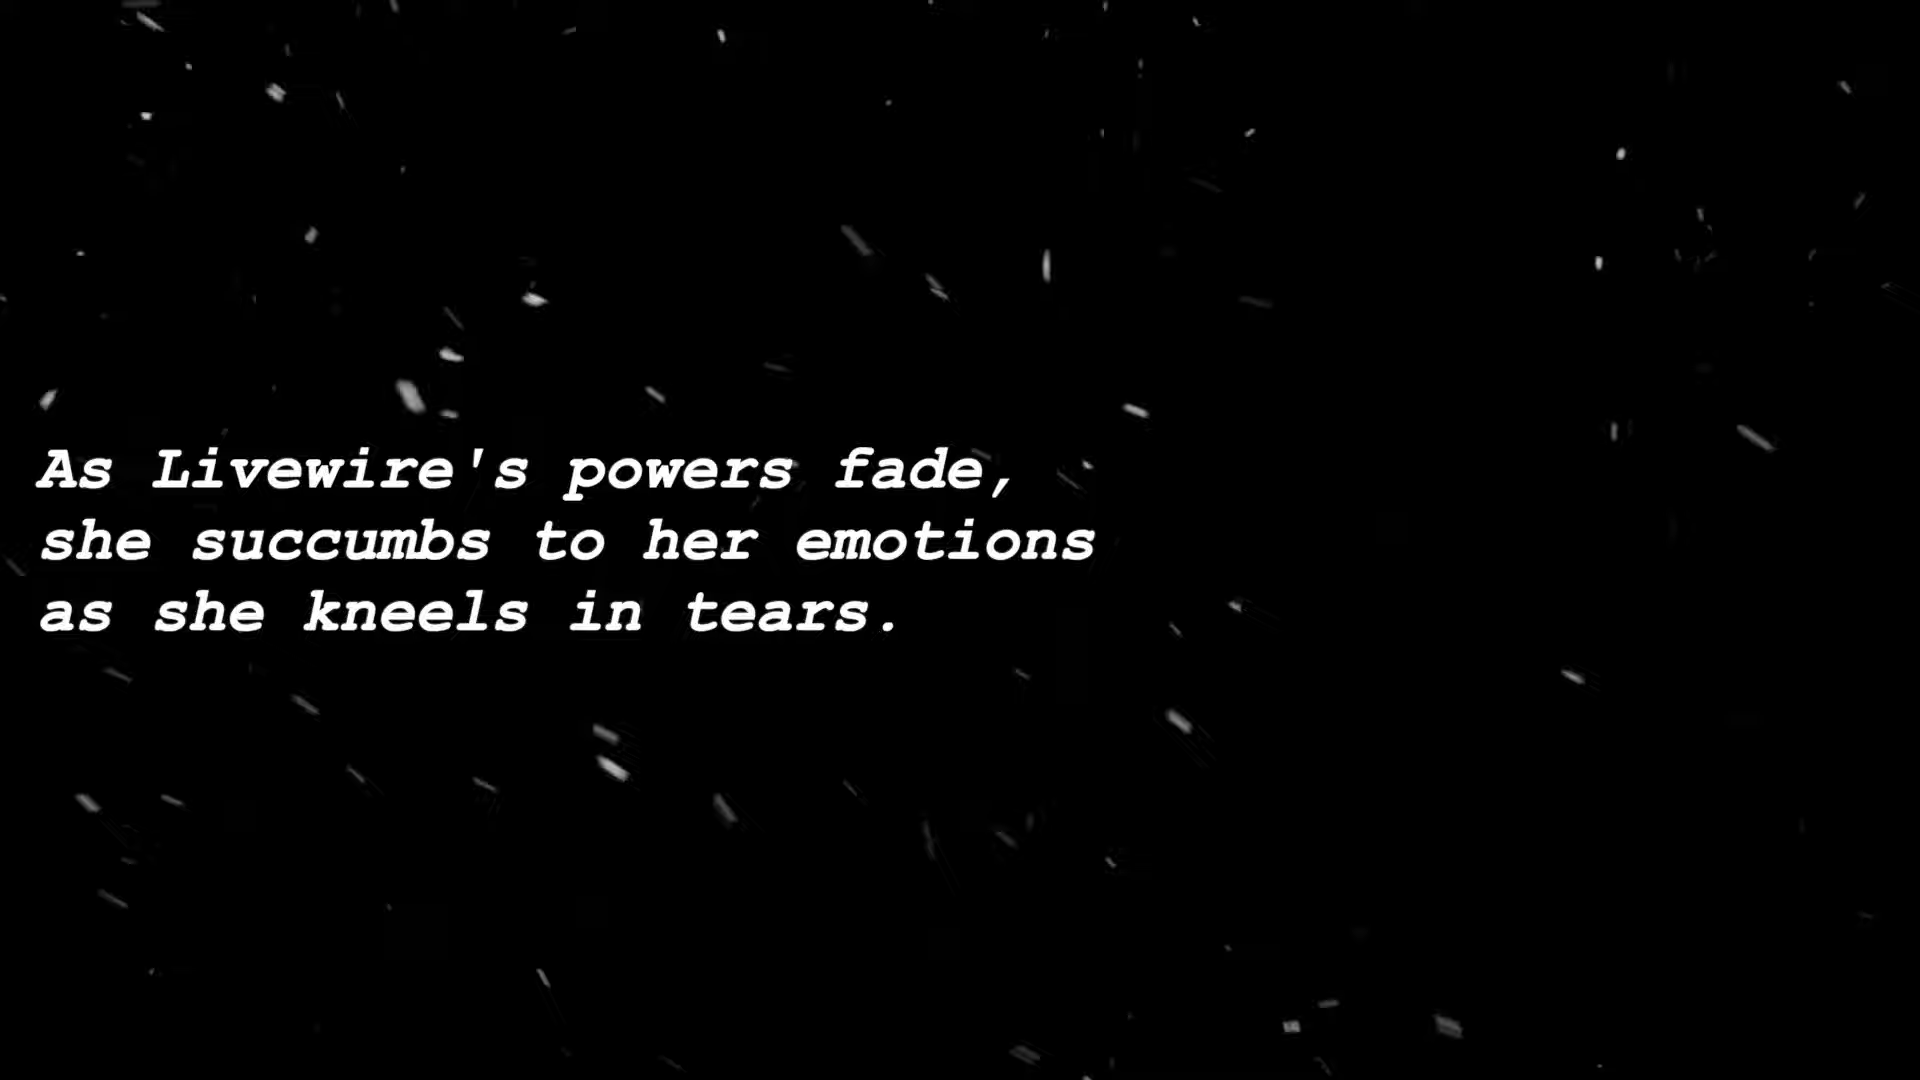 As Livewire's powers fade,
she succumbs to her emotions
as she kneels in tears.